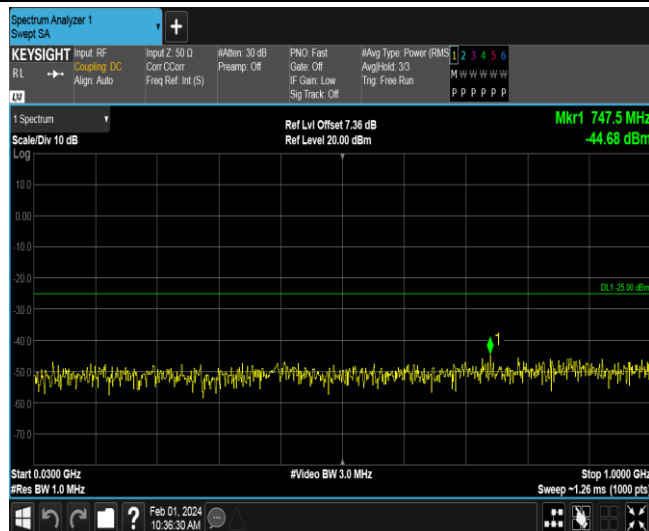 Spectrum Analyzer 1
Swept SA
+
KEYSIGHT Input: RF Input Z: 50 Ω #Atten: 30 dB PNO: Fast #Avg Type: Power (RMS 1 2 3 4 5 6
RL Coupling: DC Corr CCorr Preamp: Off Gate: Off Avg|Hold: 3/3 M W W W W W
Align: Auto Freq Ref: Int (S) IF Gain: Low Trig: Free Run
Sig Track: Off P P P P P P
1 Spectrum
Scale/Div 10 dB
Ref Lvl Offset 7.36 dB
Ref Level 20.00 dBm
Mkr1 747.5 MHz
-44.68 dBm
Log
10.0
0.00
-10.0
-20.0
DL1 -25.00 dBm
-30.0
-40.0
1
-50.0
-60.0
-70.0
Start 0.0300 GHz #Video BW 3.0 MHz Stop 1.0000 GHz
#Res BW 1.0 MHz Sweep ~1.26 ms (1000 pts)
? Feb 01, 2024
10:36:30 AM